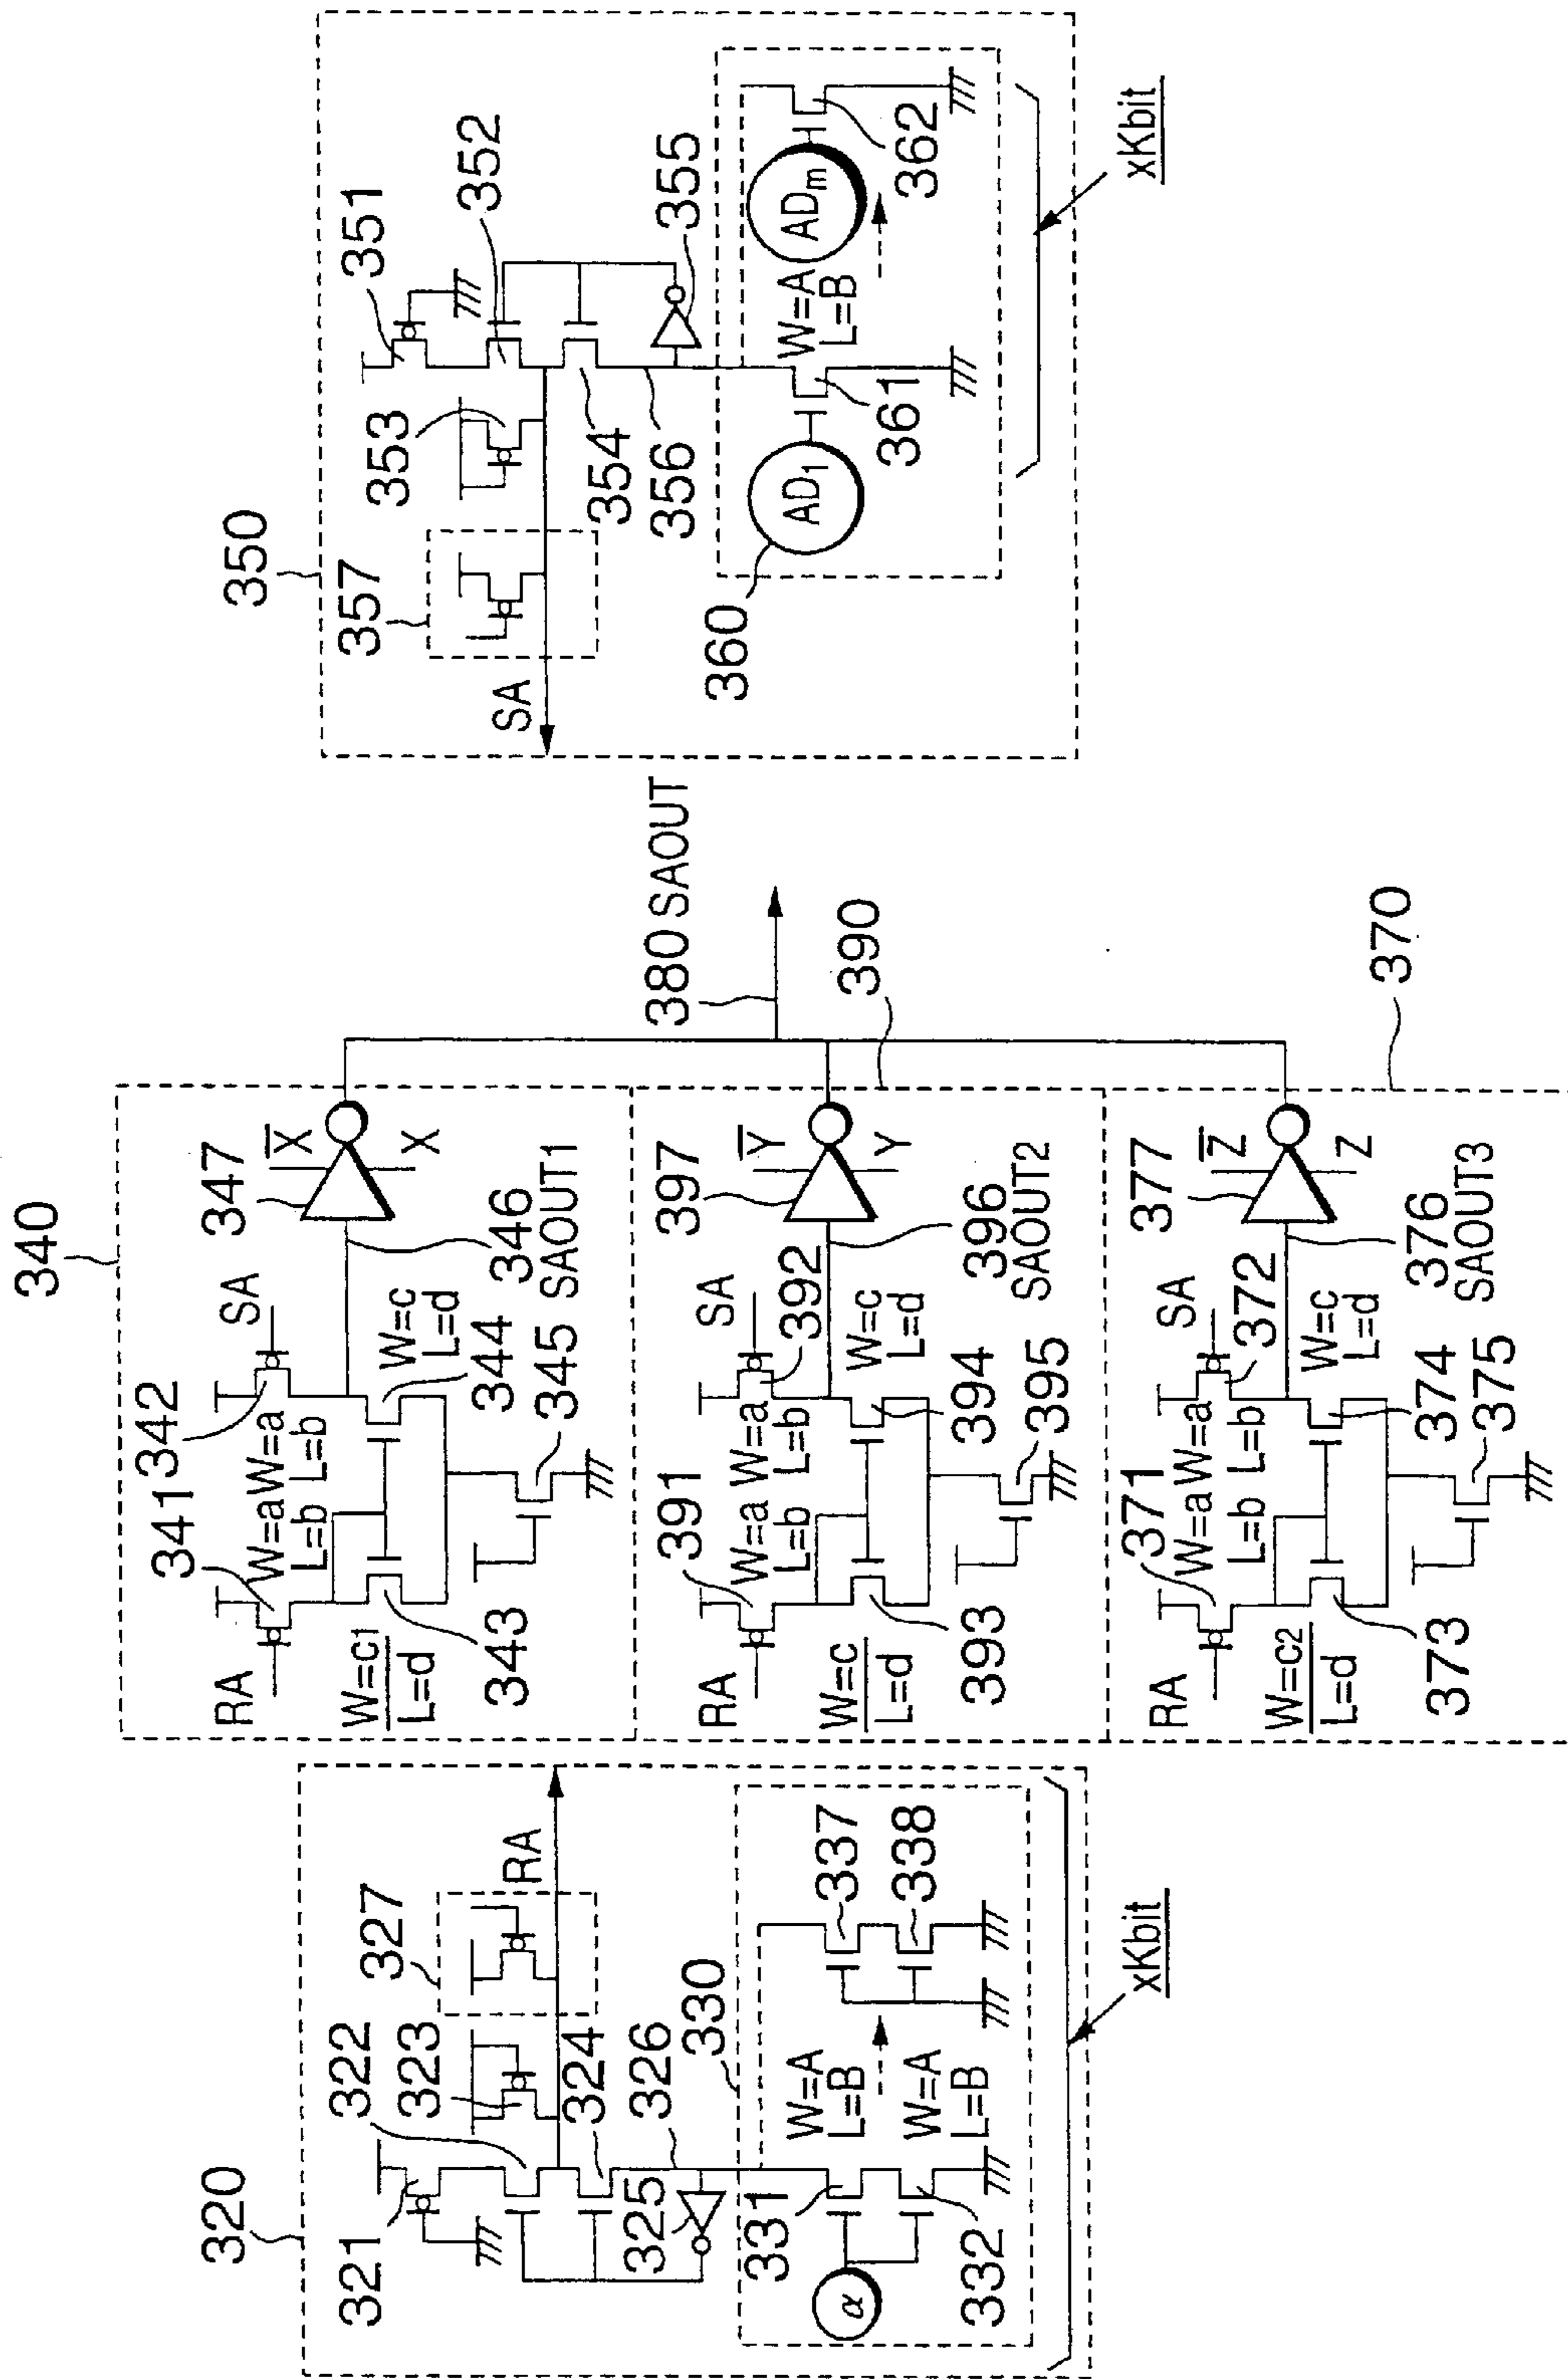 320
321
322
323
324
325
326
327
RA
330
331
332
α
W=A
L=B
W=A
L=B
337
338
xKbit
340
RA
341
W=a
L=b
342
W=a
L=b
SA
W=c1
L=d
343
W=c
L=d
344
345
346
SAOUT1
347
X
X
RA
391
W=a
L=b
W=a
L=b
SA
392
W=c
L=d
393
W=c
L=d
394
395
396
SAOUT2
397
Y
Y
390
RA
371
W=a
L=b
W=a
L=b
SA
372
W=c2
L=d
373
W=c
L=d
374
375
376
SAOUT3
377
Z
Z
370
380 SAOUT
350
351
352
353
354
355
356
357
SA
360
AD1
361
W=A
L=B
ADm
362
xKbit